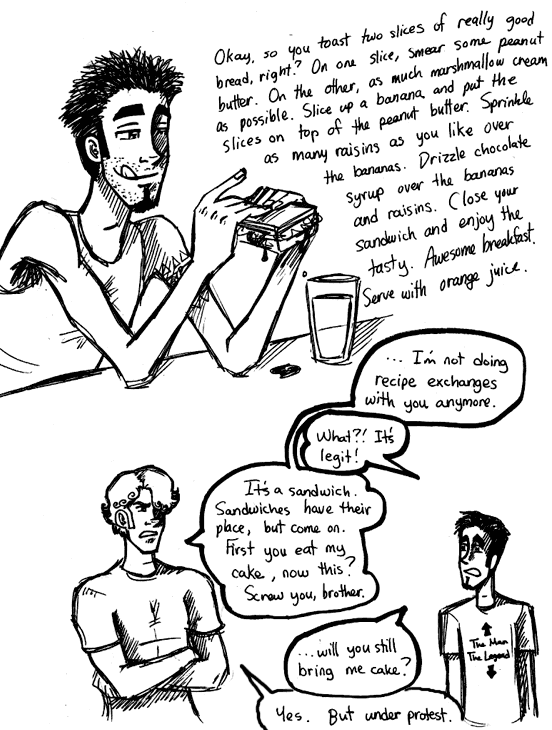 Okay, so you toast two slices of really good
bread, right? On one slice, smear some peanut
butter. On the other, as much marshmallow cream
as possible. Slice up a banana and put the
slices on top of the peanut butter. Sprinkle
as many raisins as you like over
the bananas. Drizzle chocolate
syrup over the bananas
and raisins. Close your
sandwich and enjoy the
tasty. Awesome breakfast.
Serve with orange juice.
... I'm not doing
recipe exchanges
with you anymore.
What?! It's
legit!
It's a sandwich.
Sandwiches have their
place, but come on.
First you eat my
cake, now this?
Screw you, brother.
The Man
The Legend
...will you still
bring me cake?
Yes. But under protest.